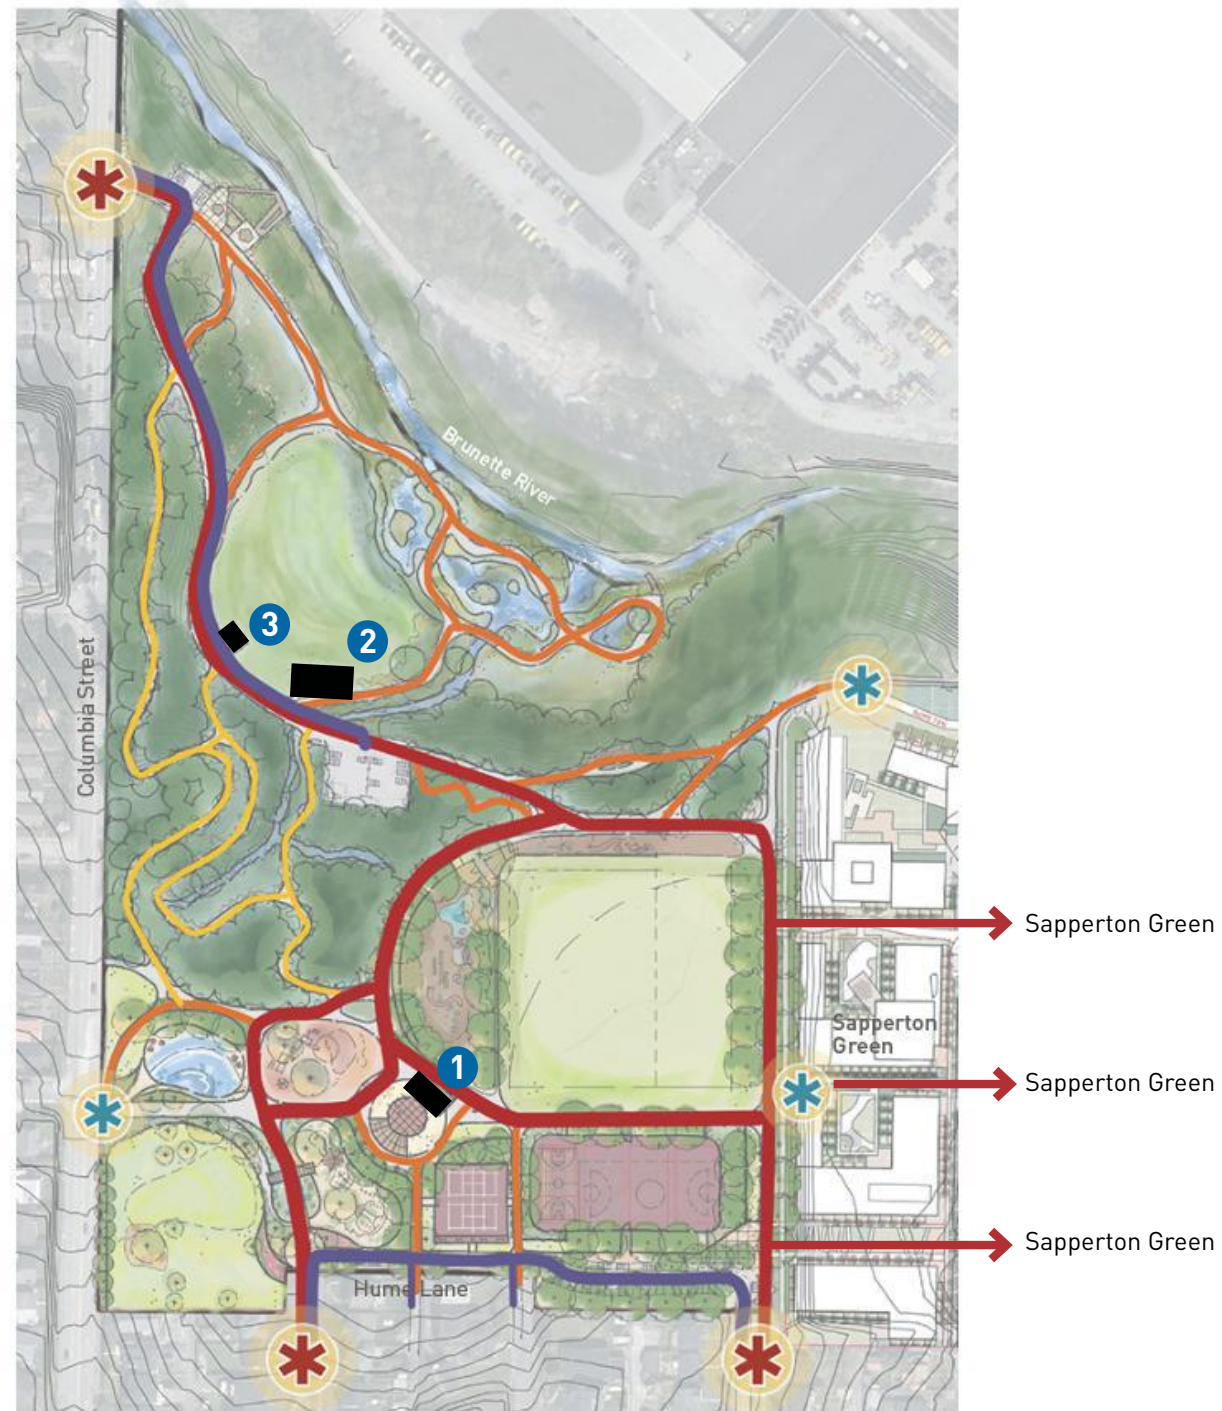 Brunette River
3
2
Columbia Street
Sapperton Green
Sapperton
Green
1
Sapperton Green
Sapperton Green
Hume Lane